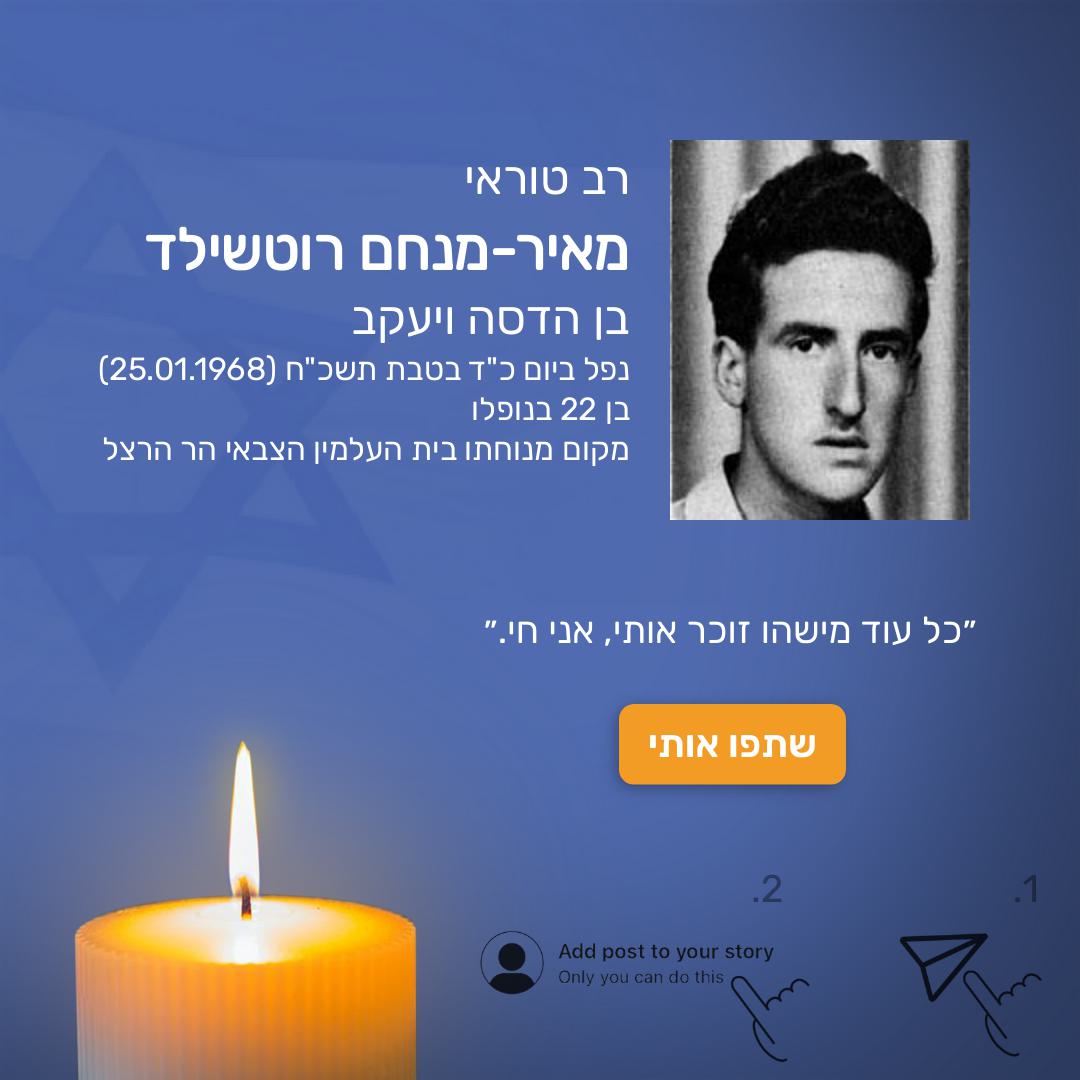 רב טוראי
מאיר-מנחם רוטשילד
בן הדסה ויעקב
נפל ביום כ"ד בטבת תשכ"ח (25.01.1968)
בן 22 בנופלו
מקום מנוחתו בית העלמין הצבאי הר הרצל
״כל עוד מישהו זוכר אותי, אני חי.״
שתפו אותי
1.
2.
Add post to your story
Only you can do this